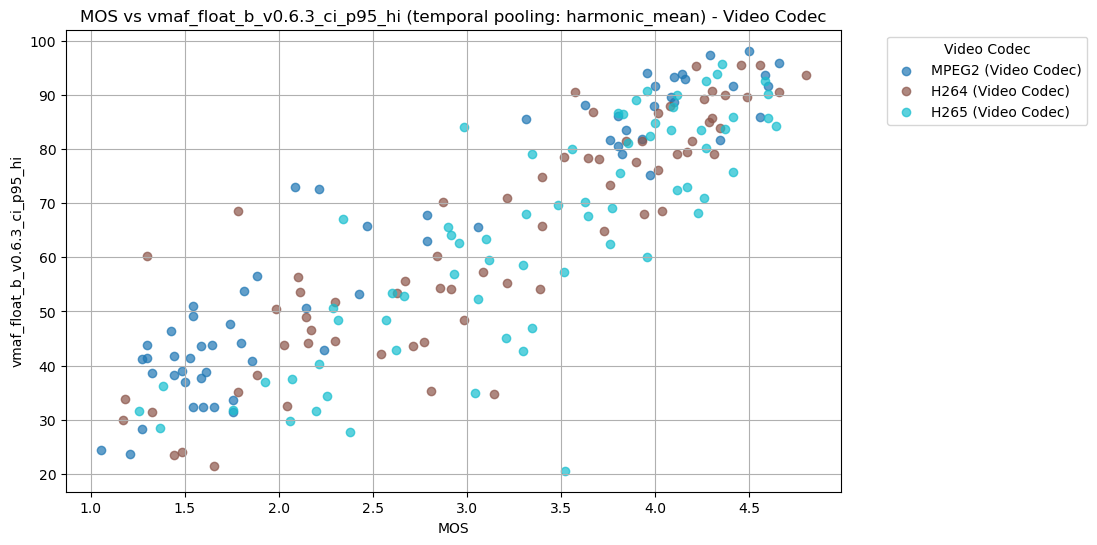 MOS vs vmaf_float_b_v0.6.3_ci_p95_hi (temporal pooling: harmonic_mean) - Video Codec
Video Codec
MPEG2 (Video Codec)
H264 (Video Codec)
H265 (Video Codec)
vmaf_float_b_v0.6.3_ci_p95_hi
100
90
80
70
60
50
40
30
20
1.0 1.5 2.0 2.5 3.0 3.5 4.0 4.5
MOS